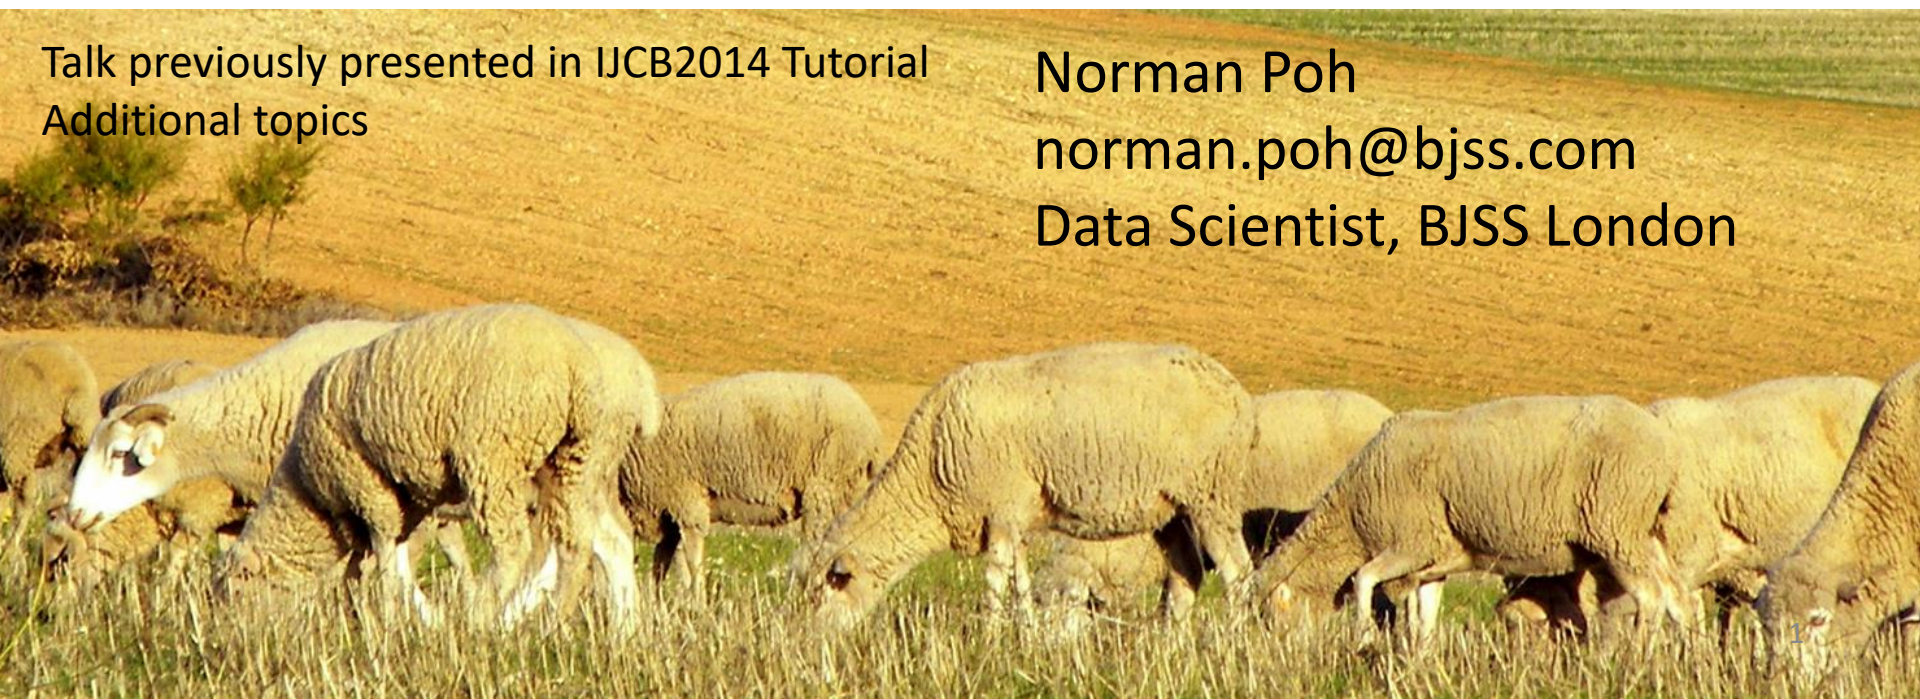 Talk previously presented in IJCB2014 Tutorial
Additional topics
Norman Poh
norman.poh@bjss.com
Data Scientist, BJSS London
1